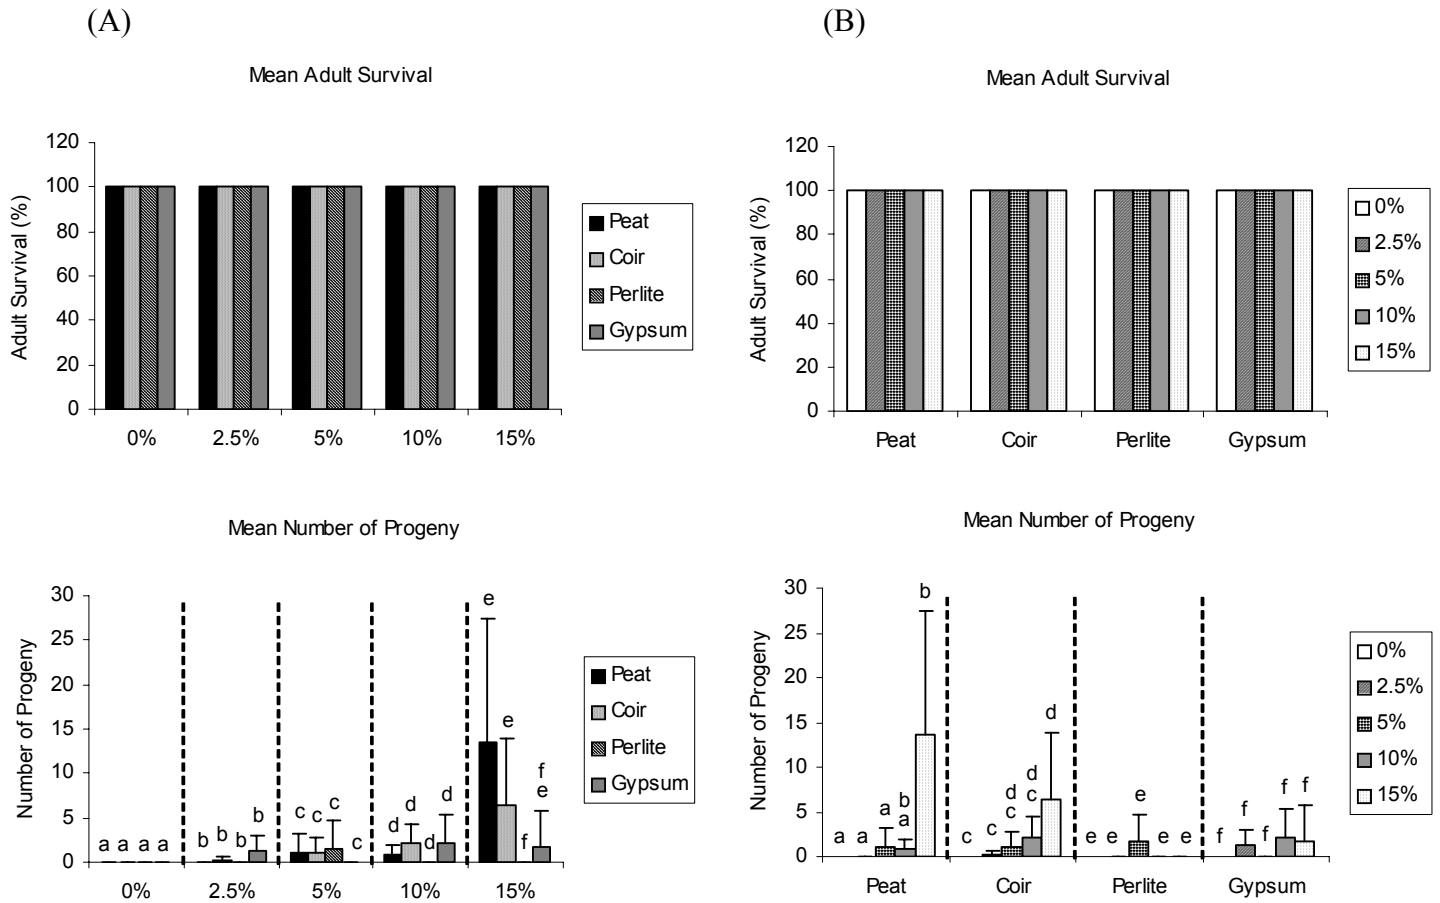 (A)
Mean Adult Survival
Adult Survival (%)
120
100
80
60
40
20
0
0% 2.5% 5% 10% 15%
Peat
Coir
Perlite
Gypsum
(B)
Mean Adult Survival
Adult Survival (%)
120
100
80
60
40
20
0
Peat Coir Perlite Gypsum
0%
2.5%
5%
10%
15%
Mean Number of Progeny
Number of Progeny
30
25
20
15
10
5
0
a a a a b b b b c c c c d d d d e e f f e
0% 2.5% 5% 10% 15%
Peat
Coir
Perlite
Gypsum
Mean Number of Progeny
Number of Progeny
30
25
20
15
10
5
0
a a a b a b c c d c d c d e e e e e f f f f f
Peat Coir Perlite Gypsum
0%
2.5%
5%
10%
15%